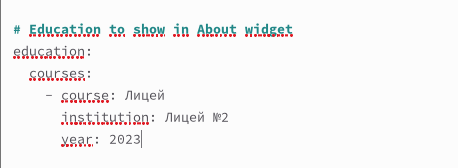 # Education to show in About widget
education:
  courses:
    - course: Лицей
      institution: Лицей №2
      year: 2023